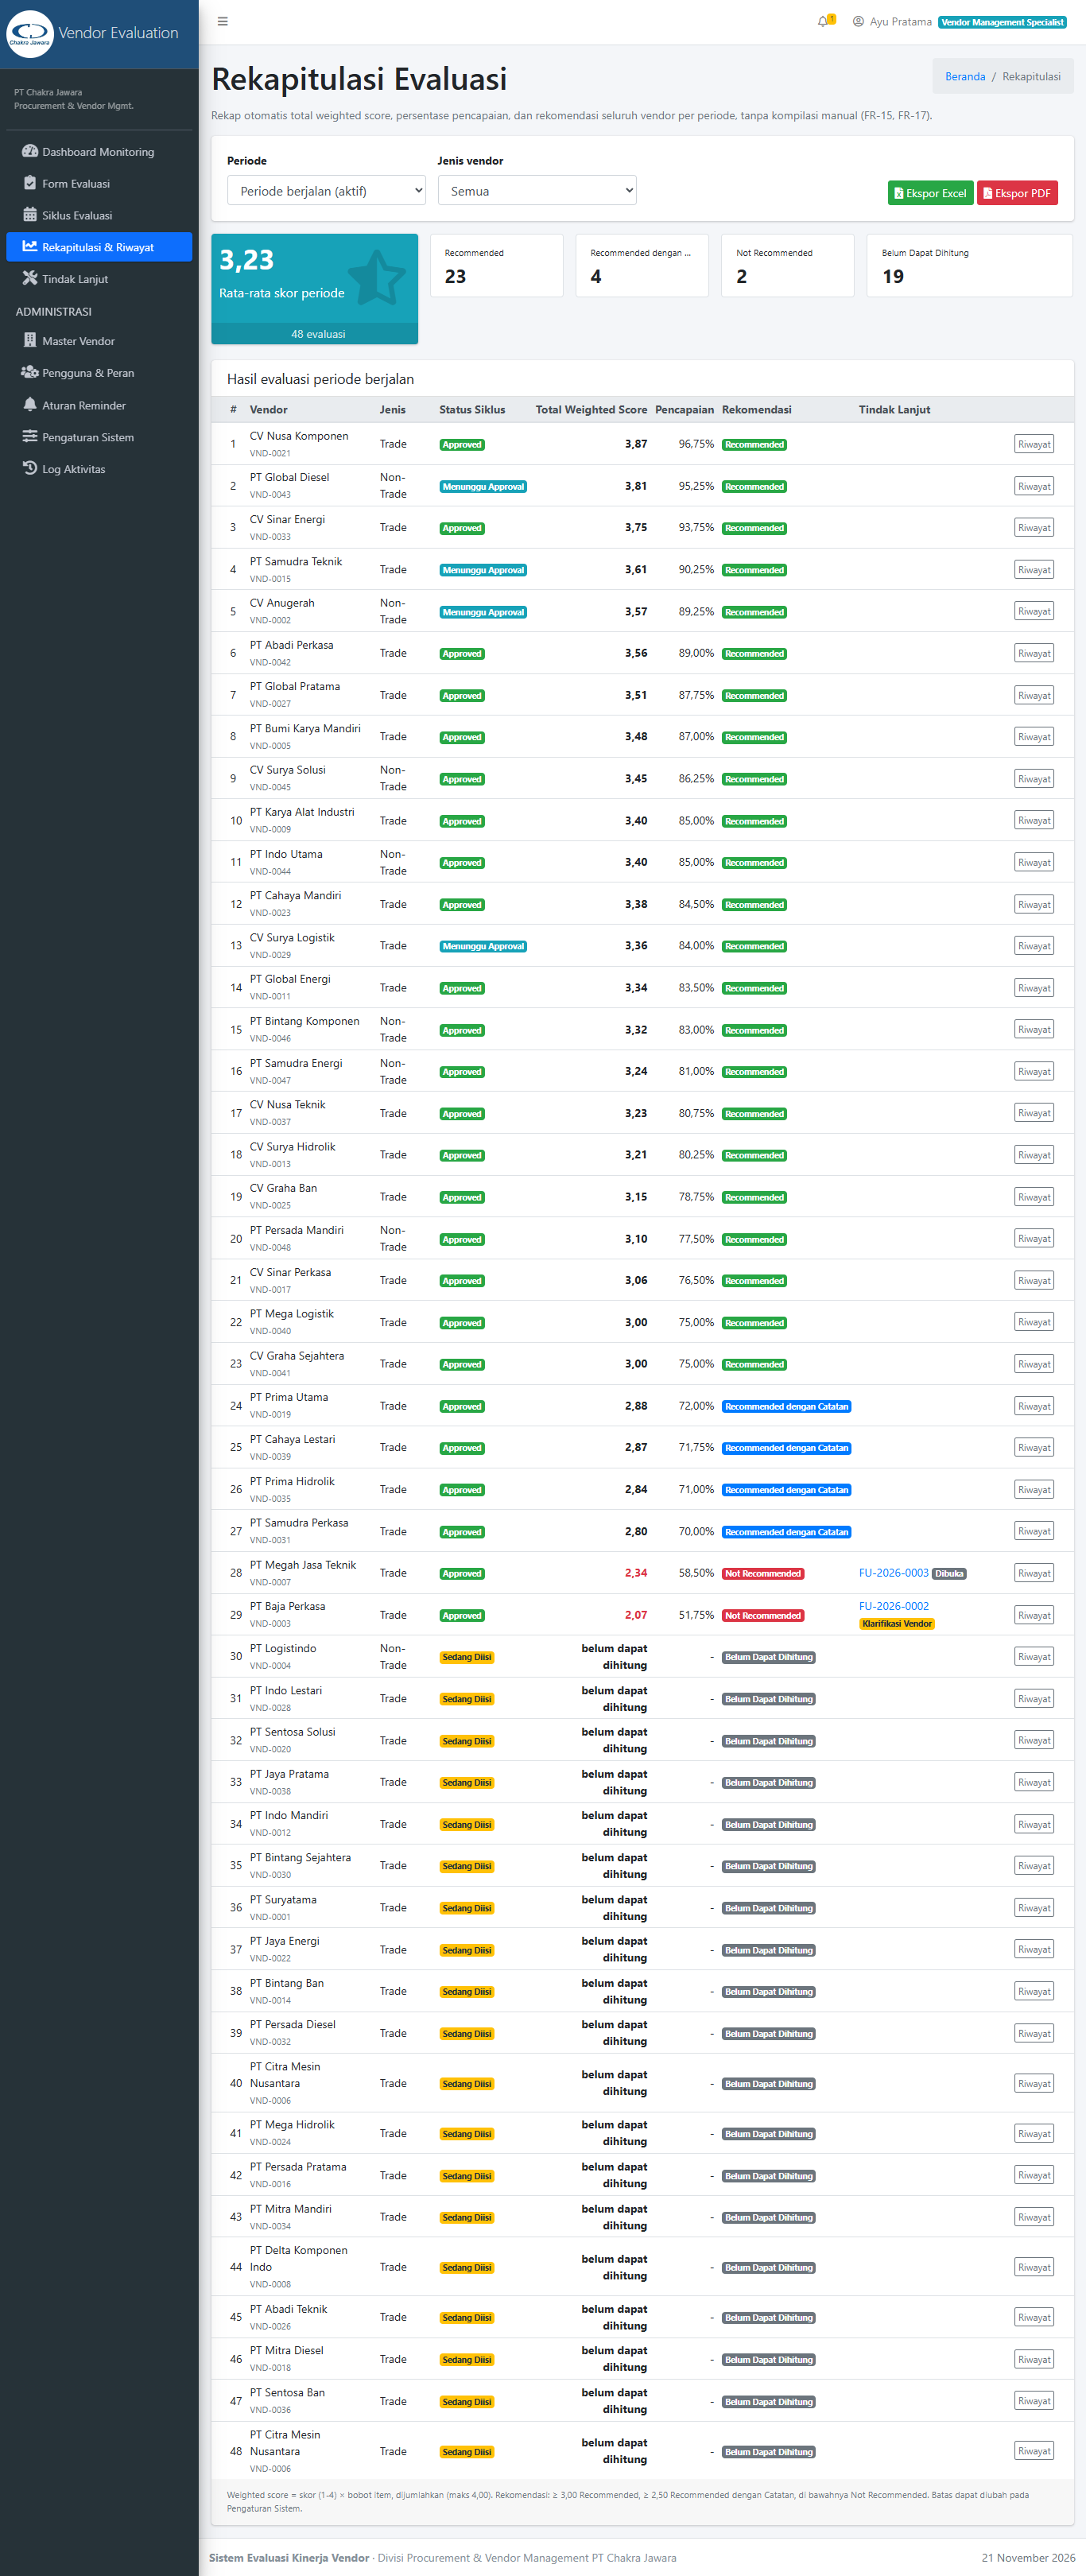 Chakra Jawara
Vendor Evaluation
1
Ayu Pratama Vendor Management Specialist
PT Chakra Jawara
Procurement & Vendor Mgmt.
Dashboard Monitoring
Form Evaluasi
Siklus Evaluasi
Rekapitulasi & Riwayat
Tindak Lanjut
ADMINISTRASI
Master Vendor
Pengguna & Peran
Aturan Reminder
Pengaturan Sistem
Log Aktivitas
Rekapitulasi Evaluasi
Beranda / Rekapitulasi
Rekap otomatis total weighted score, persentase pencapaian, dan rekomendasi seluruh vendor per periode, tanpa kompilasi manual (FR-15, FR-17).
Periode
Periode berjalan (aktif)
Jenis vendor
Semua
Ekspor Excel
Ekspor PDF
3,23
Rata-rata skor periode
48 evaluasi
Recommended
23
Recommended dengan ...
4
Not Recommended
2
Belum Dapat Dihitung
19
Hasil evaluasi periode berjalan
# Vendor Jenis Status Siklus Total Weighted Score Pencapaian Rekomendasi Tindak Lanjut
1 CV Nusa Komponen VND-0021 Trade Approved 3,87 96,75% Recommended Riwayat
2 PT Global Diesel VND-0043 Non-Trade Menunggu Approval 3,81 95,25% Recommended Riwayat
3 CV Sinar Energi VND-0033 Trade Approved 3,75 93,75% Recommended Riwayat
4 PT Samudra Teknik VND-0015 Trade Menunggu Approval 3,61 90,25% Recommended Riwayat
5 CV Anugerah VND-0002 Non-Trade Menunggu Approval 3,57 89,25% Recommended Riwayat
6 PT Abadi Perkasa VND-0042 Trade Approved 3,56 89,00% Recommended Riwayat
7 PT Global Pratama VND-0027 Trade Approved 3,51 87,75% Recommended Riwayat
8 PT Bumi Karya Mandiri VND-0005 Trade Approved 3,48 87,00% Recommended Riwayat
9 CV Surya Solusi VND-0045 Non-Trade Approved 3,45 86,25% Recommended Riwayat
10 PT Karya Alat Industri VND-0009 Trade Approved 3,40 85,00% Recommended Riwayat
11 PT Indo Utama VND-0044 Non-Trade Approved 3,40 85,00% Recommended Riwayat
12 PT Cahaya Mandiri VND-0023 Trade Approved 3,38 84,50% Recommended Riwayat
13 CV Surya Logistik VND-0029 Trade Menunggu Approval 3,36 84,00% Recommended Riwayat
14 PT Global Energi VND-0011 Trade Approved 3,34 83,50% Recommended Riwayat
15 PT Bintang Komponen VND-0046 Non-Trade Approved 3,32 83,00% Recommended Riwayat
16 PT Samudra Energi VND-0047 Non-Trade Approved 3,24 81,00% Recommended Riwayat
17 CV Nusa Teknik VND-0037 Trade Approved 3,23 80,75% Recommended Riwayat
18 CV Surya Hidrolik VND-0013 Trade Approved 3,21 80,25% Recommended Riwayat
19 CV Graha Ban VND-0025 Trade Approved 3,15 78,75% Recommended Riwayat
20 PT Persada Mandiri VND-0048 Non-Trade Approved 3,10 77,50% Recommended Riwayat
21 CV Sinar Perkasa VND-0017 Trade Approved 3,06 76,50% Recommended Riwayat
22 PT Mega Logistik VND-0040 Trade Approved 3,00 75,00% Recommended Riwayat
23 CV Graha Sejahtera VND-0041 Trade Approved 3,00 75,00% Recommended Riwayat
24 PT Prima Utama VND-0019 Trade Approved 2,88 72,00% Recommended dengan Catatan Riwayat
25 PT Cahaya Lestari VND-0039 Trade Approved 2,87 71,75% Recommended dengan Catatan Riwayat
26 PT Prima Hidrolik VND-0035 Trade Approved 2,84 71,00% Recommended dengan Catatan Riwayat
27 PT Samudra Perkasa VND-0031 Trade Approved 2,80 70,00% Recommended dengan Catatan Riwayat
28 PT Megah Jasa Teknik VND-0007 Trade Approved 2,34 58,50% Not Recommended FU-2026-0003 Dibuka Riwayat
29 PT Baja Perkasa VND-0003 Trade Approved 2,07 51,75% Not Recommended FU-2026-0002 Klarifikasi Vendor Riwayat
30 PT Logistindo VND-0004 Non-Trade Sedang Diisi belum dapat dihitung - Belum Dapat Dihitung Riwayat
31 PT Indo Lestari VND-0028 Trade Sedang Diisi belum dapat dihitung - Belum Dapat Dihitung Riwayat
32 PT Sentosa Solusi VND-0020 Trade Sedang Diisi belum dapat dihitung - Belum Dapat Dihitung Riwayat
33 PT Jaya Pratama VND-0038 Trade Sedang Diisi belum dapat dihitung - Belum Dapat Dihitung Riwayat
34 PT Indo Mandiri VND-0012 Trade Sedang Diisi belum dapat dihitung - Belum Dapat Dihitung Riwayat
35 PT Bintang Sejahtera VND-0030 Trade Sedang Diisi belum dapat dihitung - Belum Dapat Dihitung Riwayat
36 PT Suryatama VND-0001 Trade Sedang Diisi belum dapat dihitung - Belum Dapat Dihitung Riwayat
37 PT Jaya Energi VND-0022 Trade Sedang Diisi belum dapat dihitung - Belum Dapat Dihitung Riwayat
38 PT Bintang Ban VND-0014 Trade Sedang Diisi belum dapat dihitung - Belum Dapat Dihitung Riwayat
39 PT Persada Diesel VND-0032 Trade Sedang Diisi belum dapat dihitung - Belum Dapat Dihitung Riwayat
40 PT Citra Mesin Nusantara VND-0006 Trade Sedang Diisi belum dapat dihitung - Belum Dapat Dihitung Riwayat
41 PT Mega Hidrolik VND-0024 Trade Sedang Diisi belum dapat dihitung - Belum Dapat Dihitung Riwayat
42 PT Persada Pratama VND-0016 Trade Sedang Diisi belum dapat dihitung - Belum Dapat Dihitung Riwayat
43 PT Mitra Mandiri VND-0034 Trade Sedang Diisi belum dapat dihitung - Belum Dapat Dihitung Riwayat
44 PT Delta Komponen Indo VND-0008 Trade Sedang Diisi belum dapat dihitung - Belum Dapat Dihitung Riwayat
45 PT Abadi Teknik VND-0026 Trade Sedang Diisi belum dapat dihitung - Belum Dapat Dihitung Riwayat
46 PT Mitra Diesel VND-0018 Trade Sedang Diisi belum dapat dihitung - Belum Dapat Dihitung Riwayat
47 PT Sentosa Ban VND-0036 Trade Sedang Diisi belum dapat dihitung - Belum Dapat Dihitung Riwayat
48 PT Citra Mesin Nusantara VND-0006 Trade Sedang Diisi belum dapat dihitung - Belum Dapat Dihitung Riwayat
Weighted score = skor (1-4) × bobot item, dijumlahkan (maks 4,00). Rekomendasi: ≥ 3,00 Recommended, ≥ 2,50 Recommended dengan Catatan, di bawahnya Not Recommended. Batas dapat diubah pada
Pengaturan Sistem.
Sistem Evaluasi Kinerja Vendor · Divisi Procurement & Vendor Management PT Chakra Jawara
21 November 2026